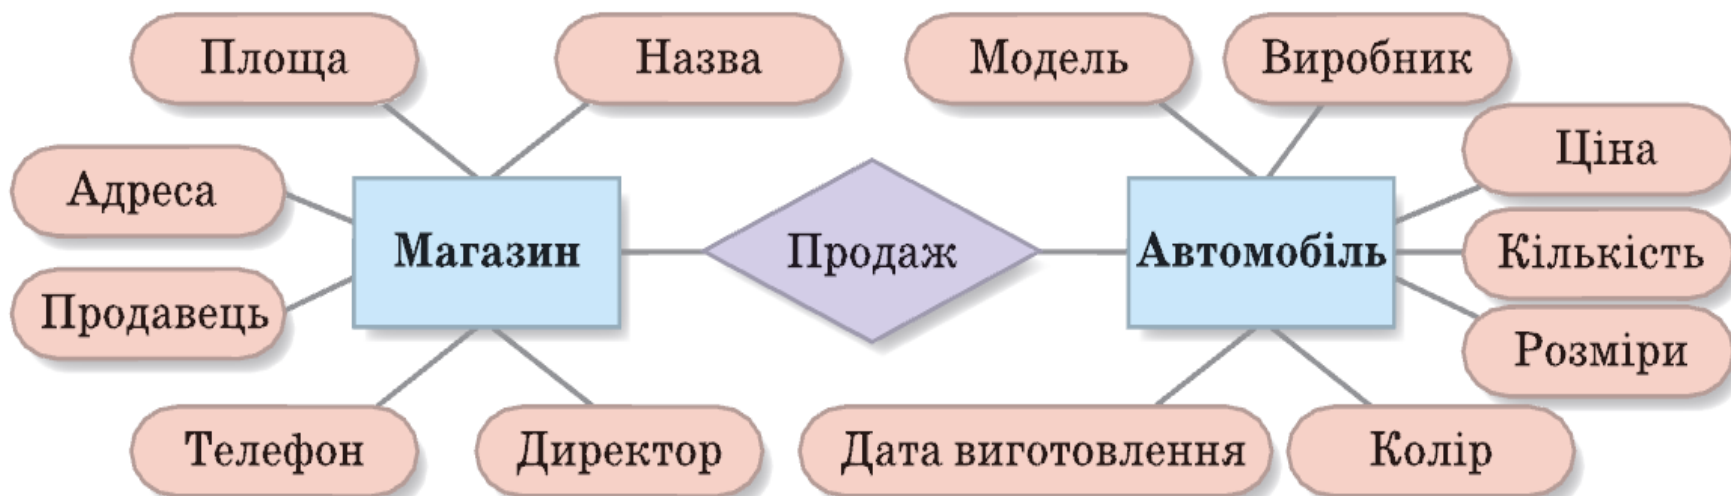 Площа
Назва
Модель
Виробник
Адреса
Ціна
Магазин
Продаж
Автомобіль
Кількість
Продавець
Розміри
Телефон
Директор
Дата виготовлення
Колір